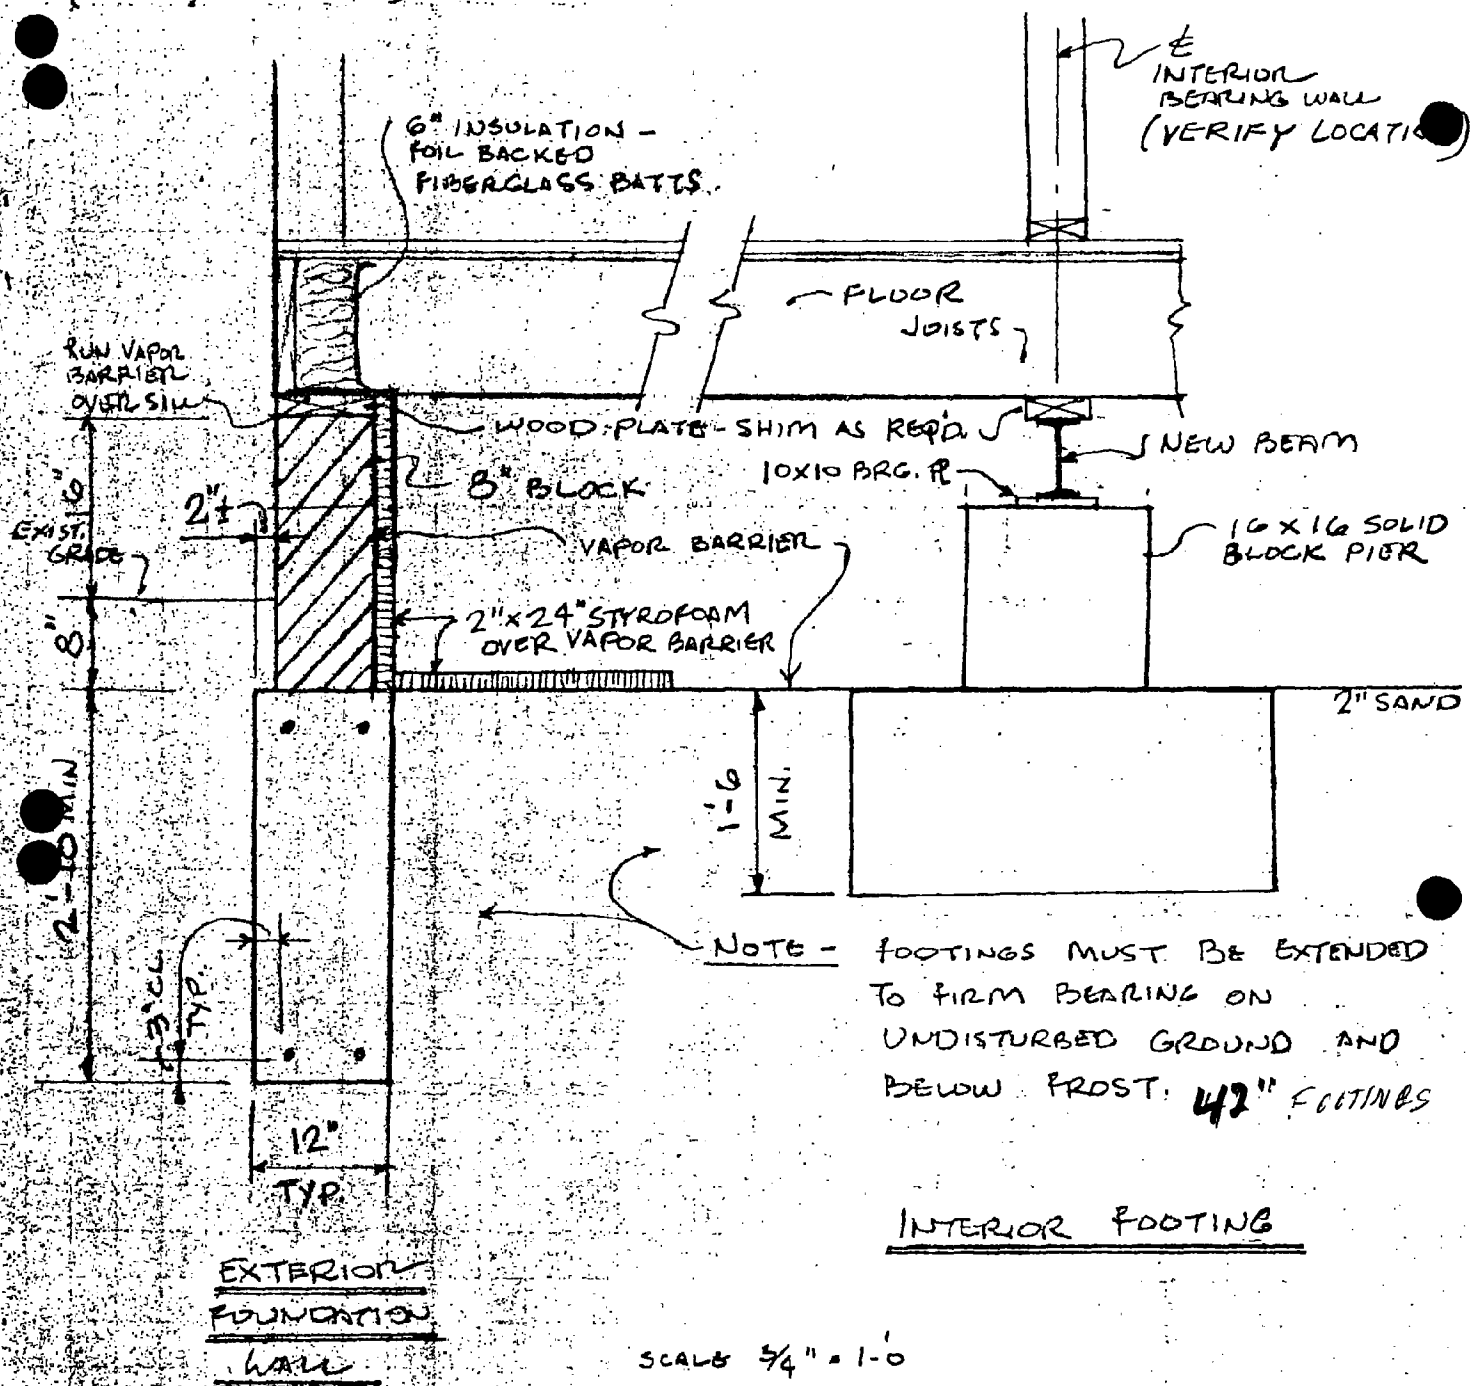 ℄
INTERIOR
BEARING WALL
(VERIFY LOCATION)
6" INSULATION -
FOIL BACKED
FIBERGLASS BATTS.
FLOOR
JOISTS
RUN VAPOR
BARRIER
OVER SILL
WOOD PLATE - SHIM AS REQ'D.
NEW BEAM
10X10 BRG. ℙL
8" BLOCK
16"
2"±
EXIST.
GRADE
VAPOR BARRIER
16 X 16 SOLID
BLOCK PIER
8"
2" x 24" STYROFOAM
OVER VAPOR BARRIER
2" SAND
2'-10 MIN
1'-6
MIN.
3" CL.
TYP.
NOTE - FOOTINGS MUST BE EXTENDED
TO FIRM BEARING ON
UNDISTURBED GROUND AND
BELOW FROST. 42" FOOTINGS
12"
TYP.
INTERIOR FOOTING
EXTERIOR
FOUNDATION
WALL
SCALE 3/4" = 1'-0